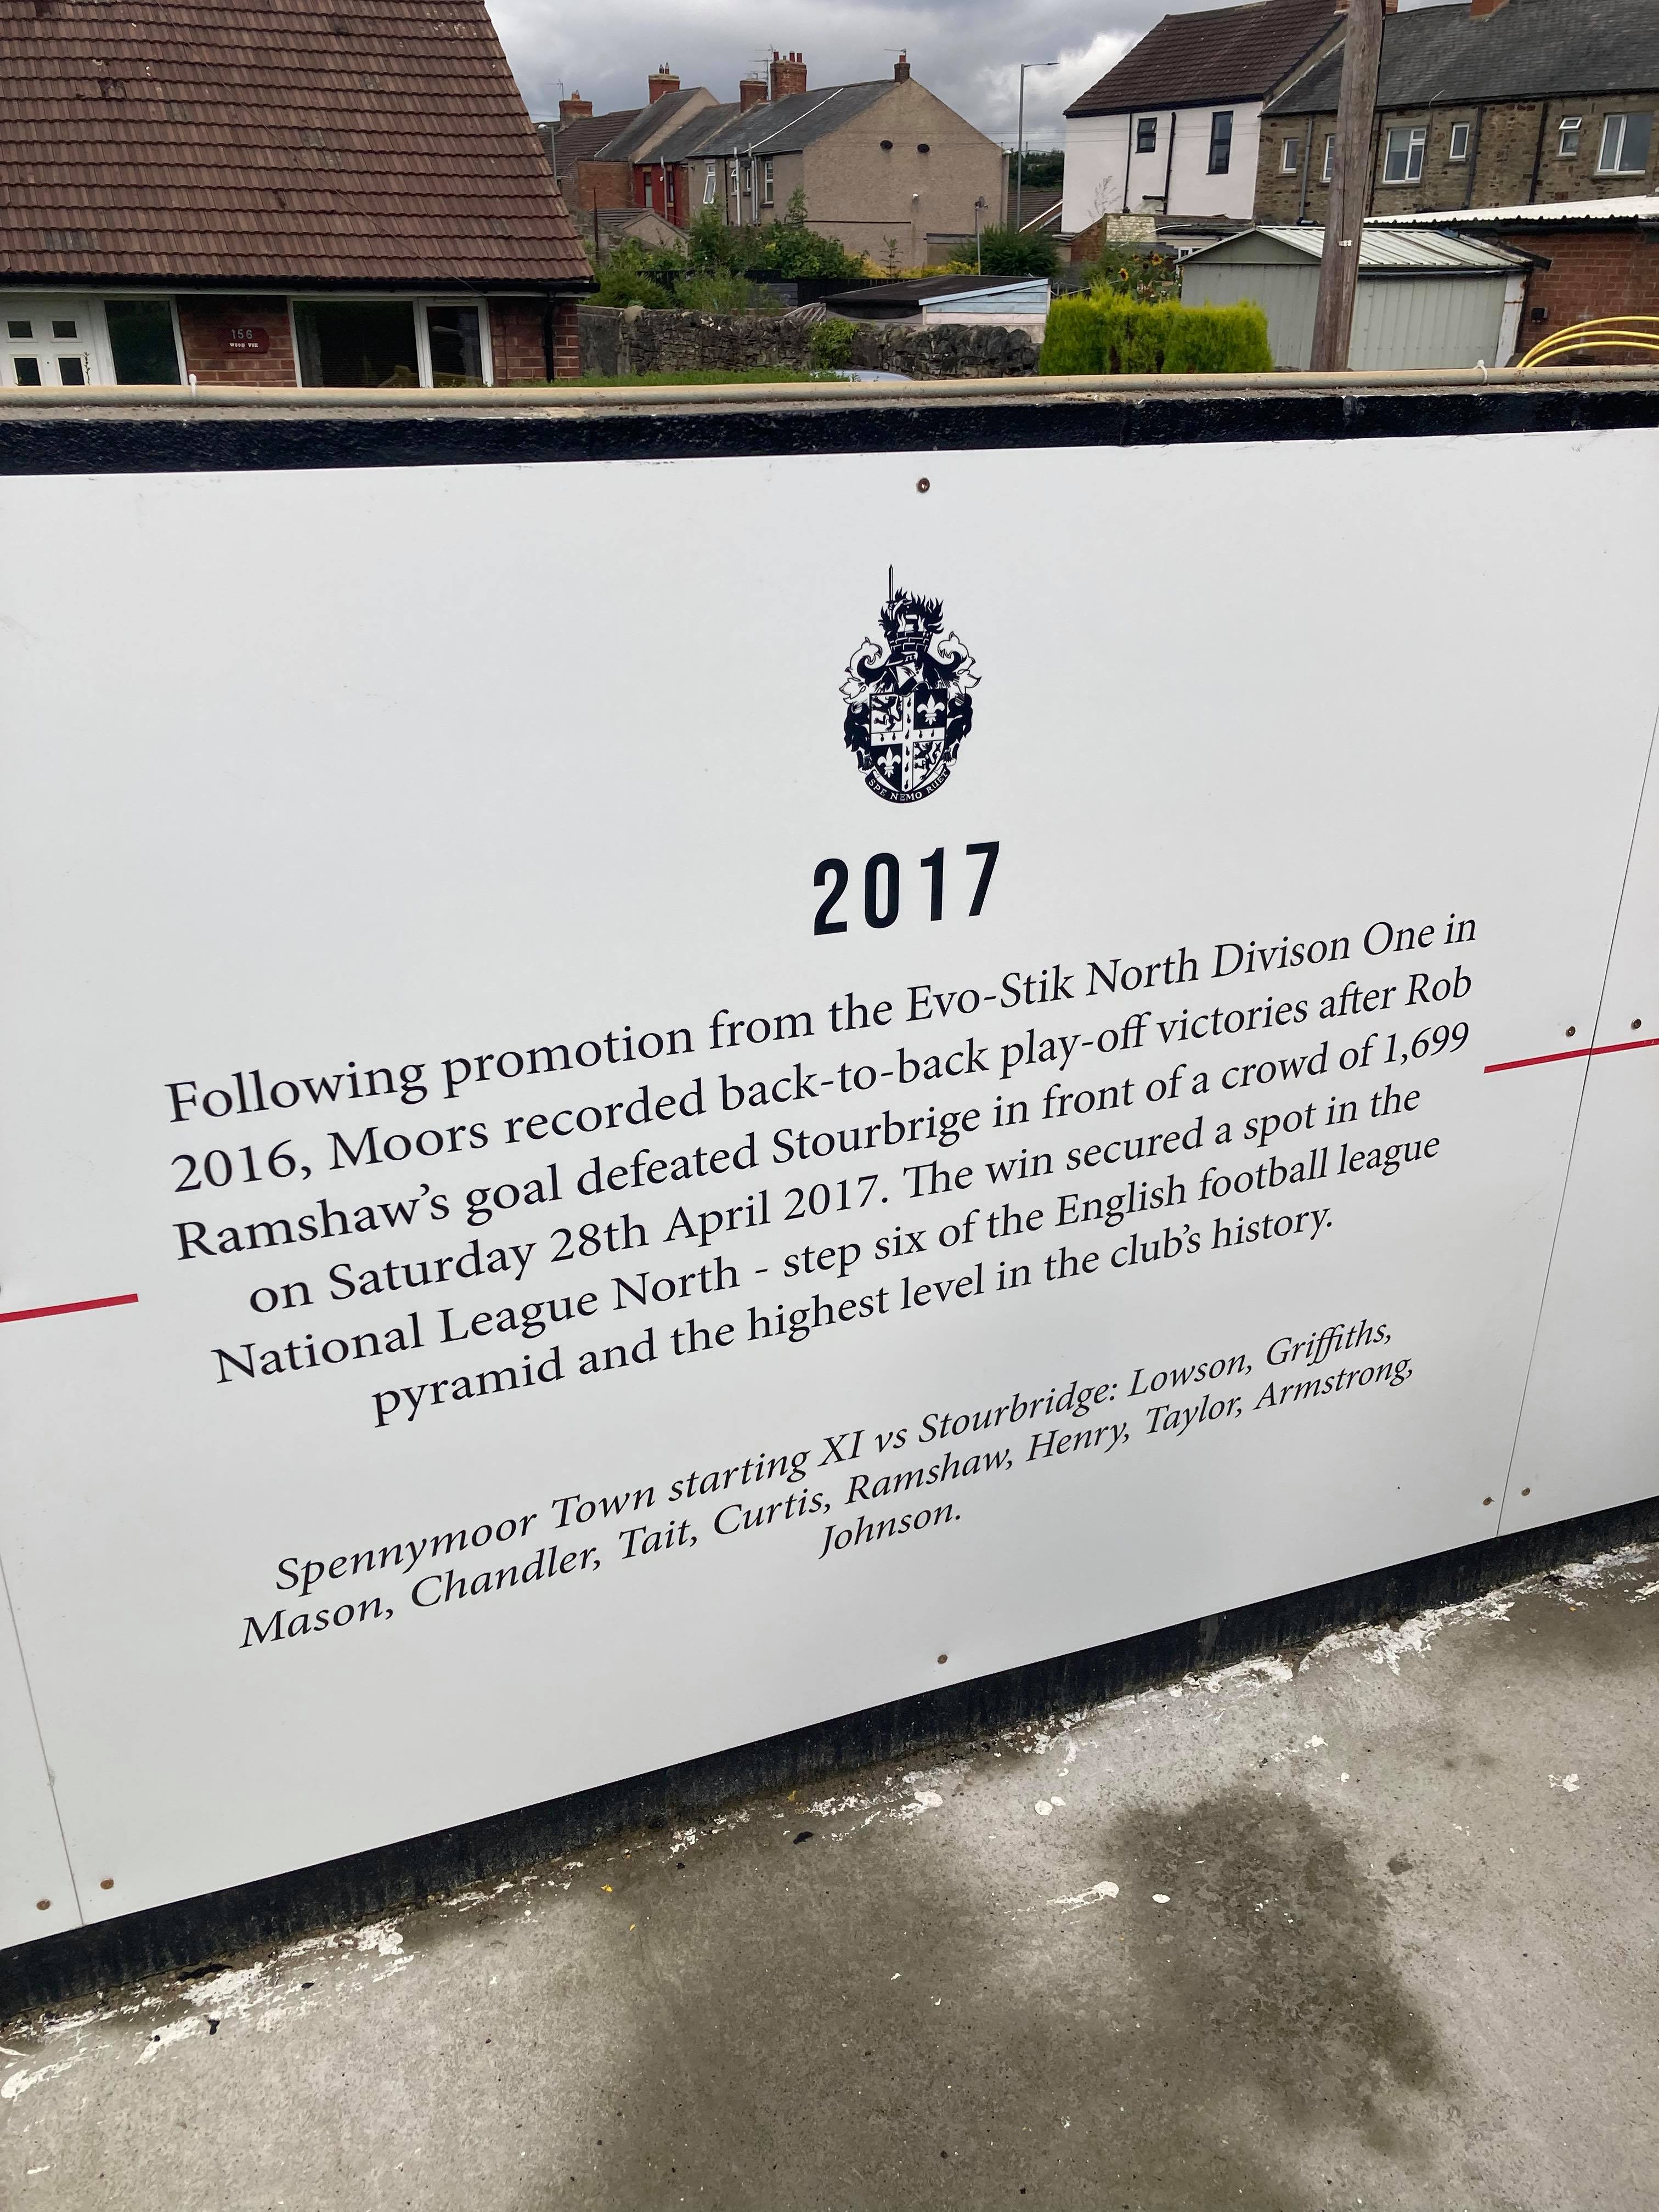 156
WOOD VUE
SPE NEMO RUET
2017
Following promotion from the Evo-Stik North Divison One in
2016, Moors recorded back-to-back play-off victories after Rob
Ramshaw’s goal defeated Stourbrige in front of a crowd of 1,699
on Saturday 28th April 2017. The win secured a spot in the
National League North - step six of the English football league
pyramid and the highest level in the club’s history.
Spennymoor Town starting XI vs Stourbridge: Lowson, Griffiths,
Mason, Chandler, Tait, Curtis, Ramshaw, Henry, Taylor, Armstrong,
Johnson.